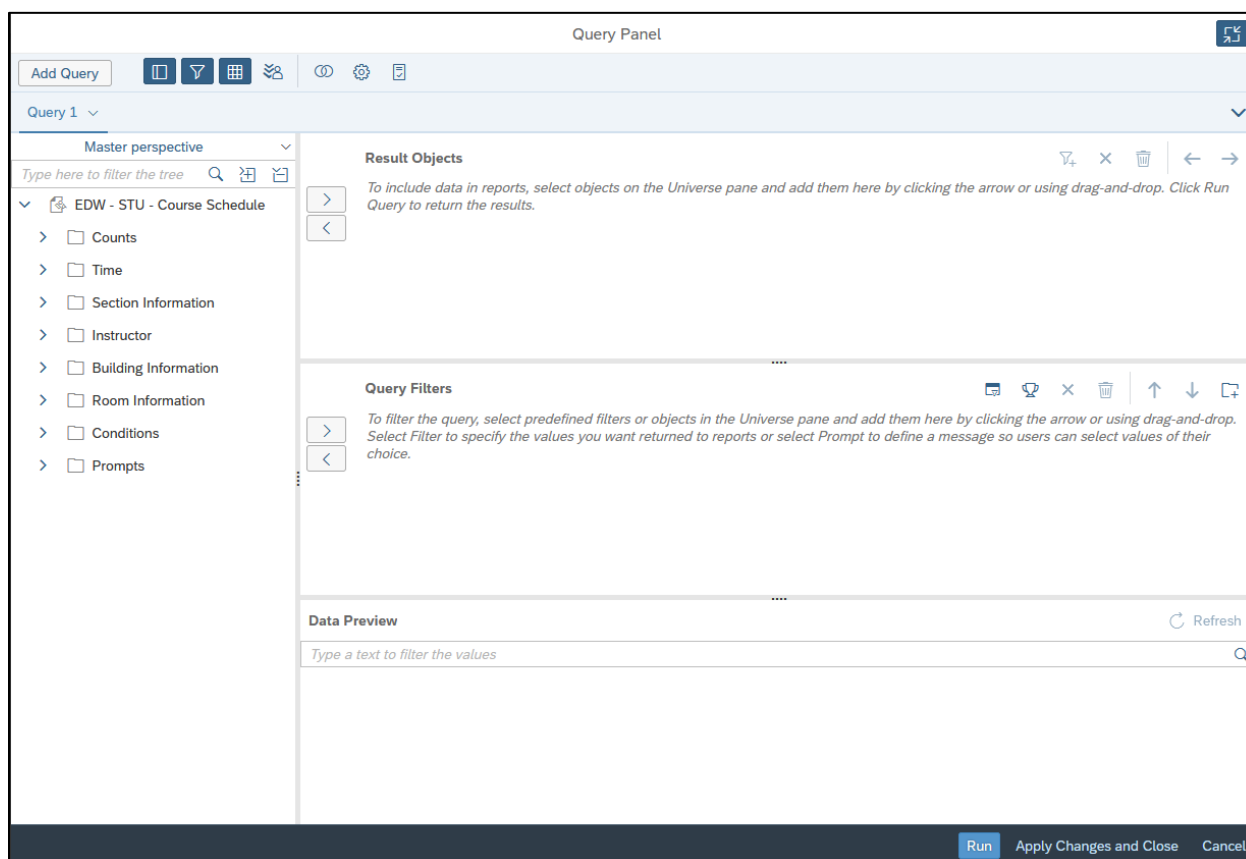 Query Panel
Add Query
Query 1
Master perspective
Type here to filter the tree
EDW - STU - Course Schedule
Counts
Time
Section Information
Instructor
Building Information
Room Information
Conditions
Prompts
Result Objects
To include data in reports, select objects on the Universe pane and add them here by clicking the arrow or using drag-and-drop. Click Run
Query to return the results.
Query Filters
To filter the query, select predefined filters or objects in the Universe pane and add them here by clicking the arrow or using drag-and-drop.
Select Filter to specify the values you want returned to reports or select Prompt to define a message so users can select values of their
choice.
Data Preview
Refresh
Type a text to filter the values
Run
Apply Changes and Close
Cancel